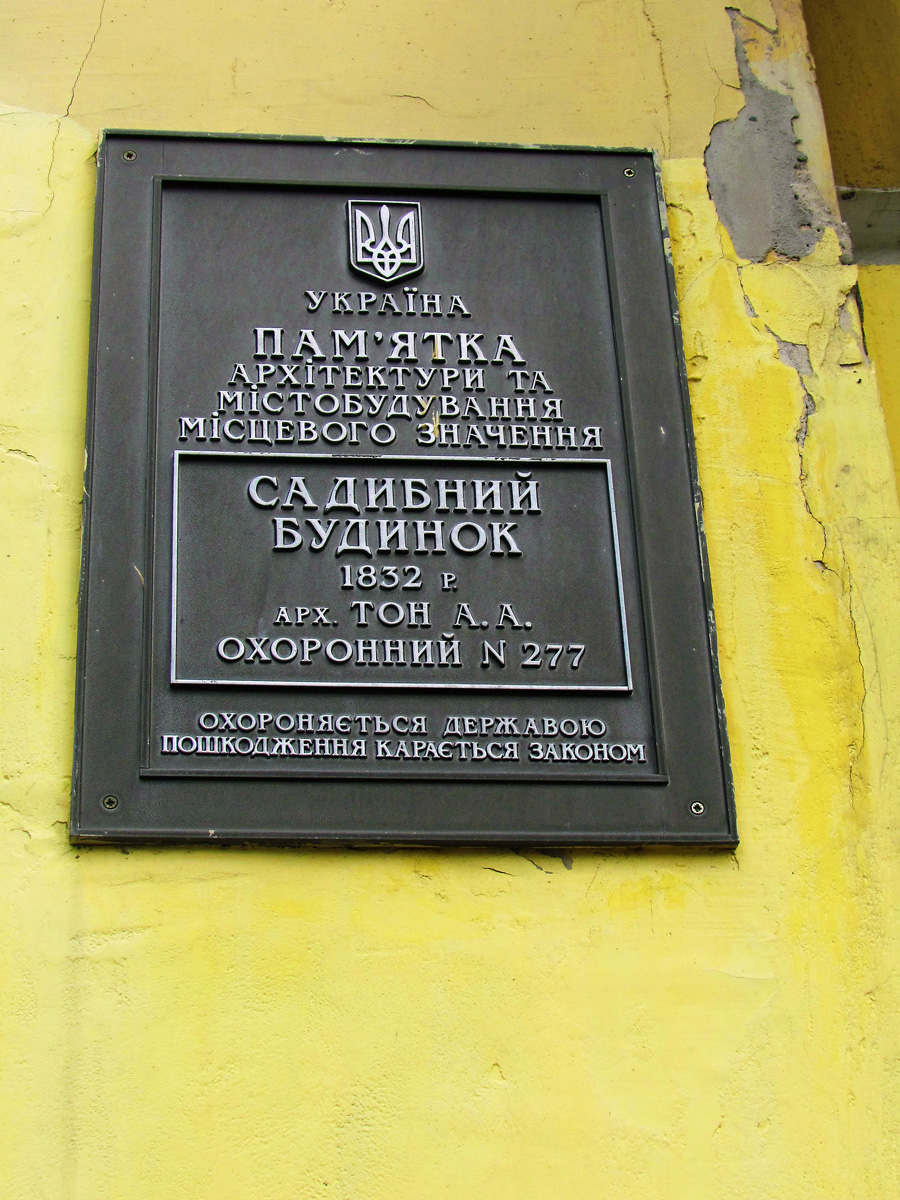 УКРАЇНА
ПАМ'ЯТКА
АРХІТЕКТУРИ ТА
МІСТОБУДУВАННЯ
МІСЦЕВОГО ЗНАЧЕННЯ
САДИБНИЙ
БУДИНОК
1832 Р.
АРХ. ТОН А. А.
ОХОРОННИЙ N 277
ОХОРОНЯЄТЬСЯ ДЕРЖАВОЮ
ПОШКОДЖЕННЯ КАРАЄТЬСЯ ЗАКОНОМ